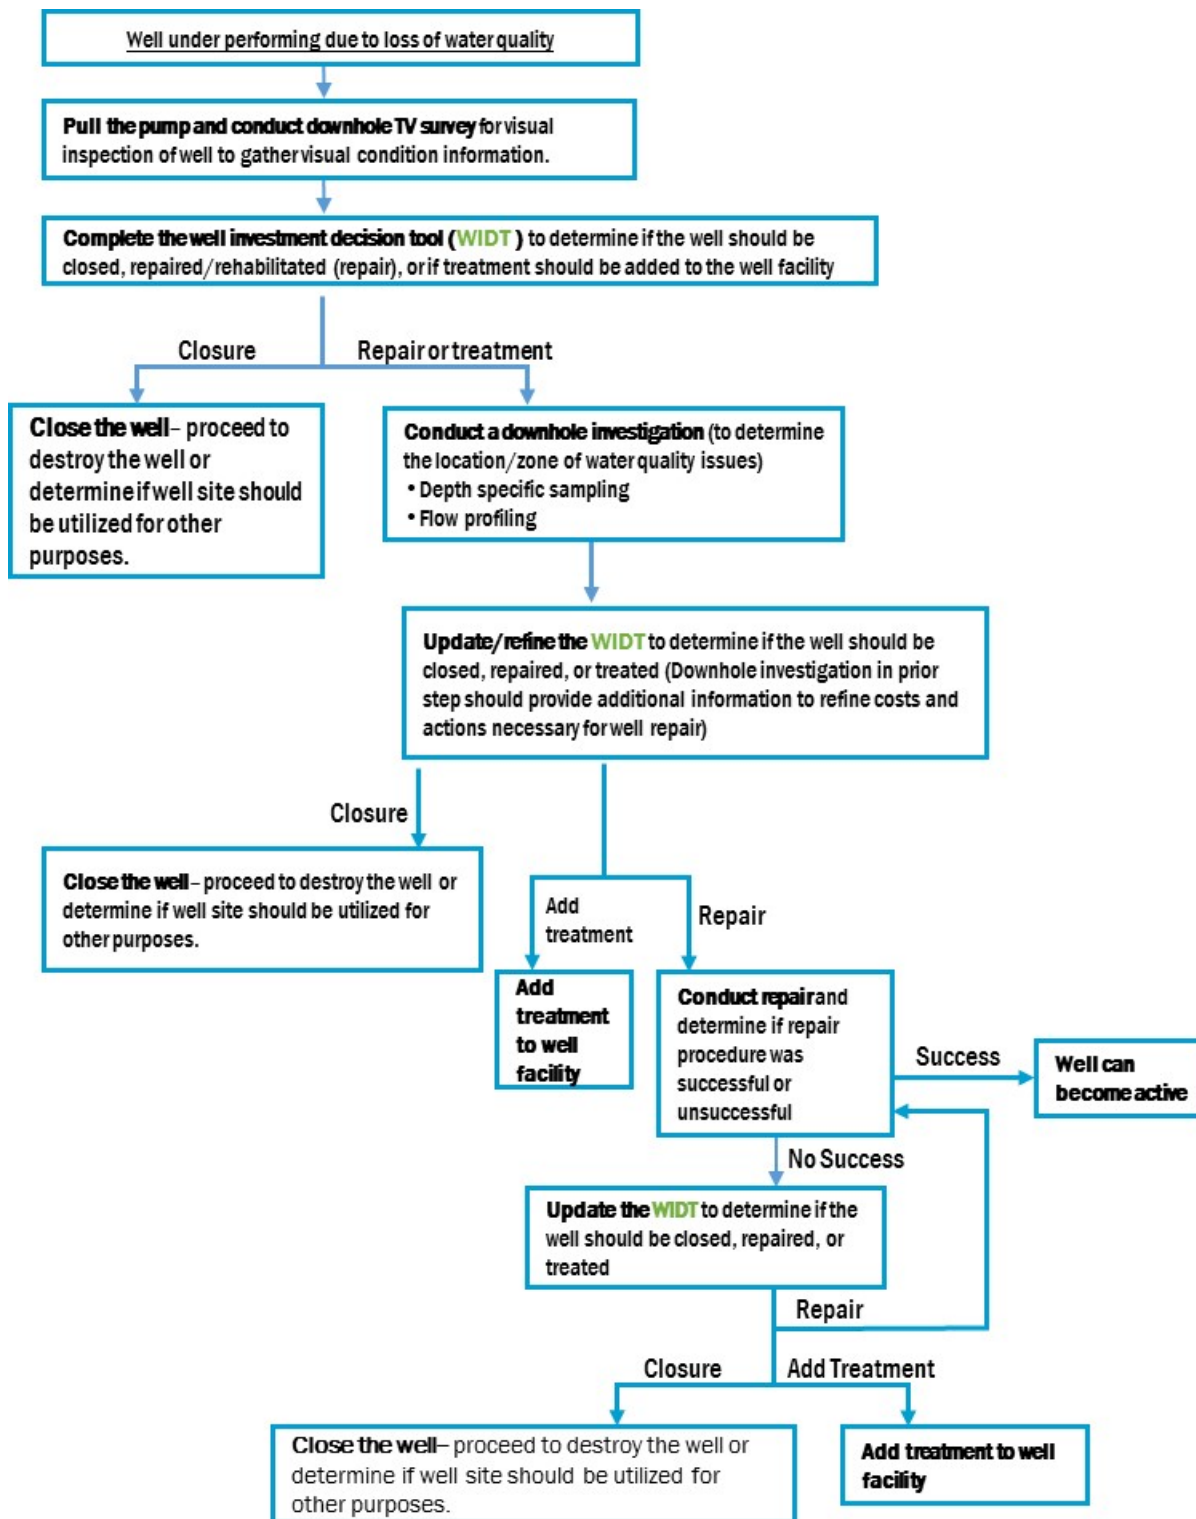 Well under performing due to loss of water quality
Pull the pump and conduct downhole TV survey for visual
inspection of well to gather visual condition information.
Complete the well investment decision tool (WIDT ) to determine if the well should be
closed, repaired/rehabilitated (repair), or if treatment should be added to the well facility
Closure
Repair or treatment
Close the well– proceed to
destroy the well or
determine if well site should
be utilized for other
purposes.
Conduct a downhole investigation (to determine
the location/zone of water quality issues)
• Depth specific sampling
• Flow profiling
Update/refine the WIDT to determine if the well should be
closed, repaired, or treated (Downhole investigation in prior
step should provide additional information to refine costs and
actions necessary for well repair)
Closure
Close the well– proceed to destroy the well or
determine if well site should be utilized for
other purposes.
Add
treatment
Repair
Add
treatment
to well
facility
Conduct repair and
determine if repair
procedure was
successful or
unsuccessful
Success
Well can
become active
No Success
Update the WIDT to determine if the
well should be closed, repaired, or
treated
Repair
Closure
Add Treatment
Close the well– proceed to destroy the well or
determine if well site should be utilized for
other purposes.
Add treatment to well
facility